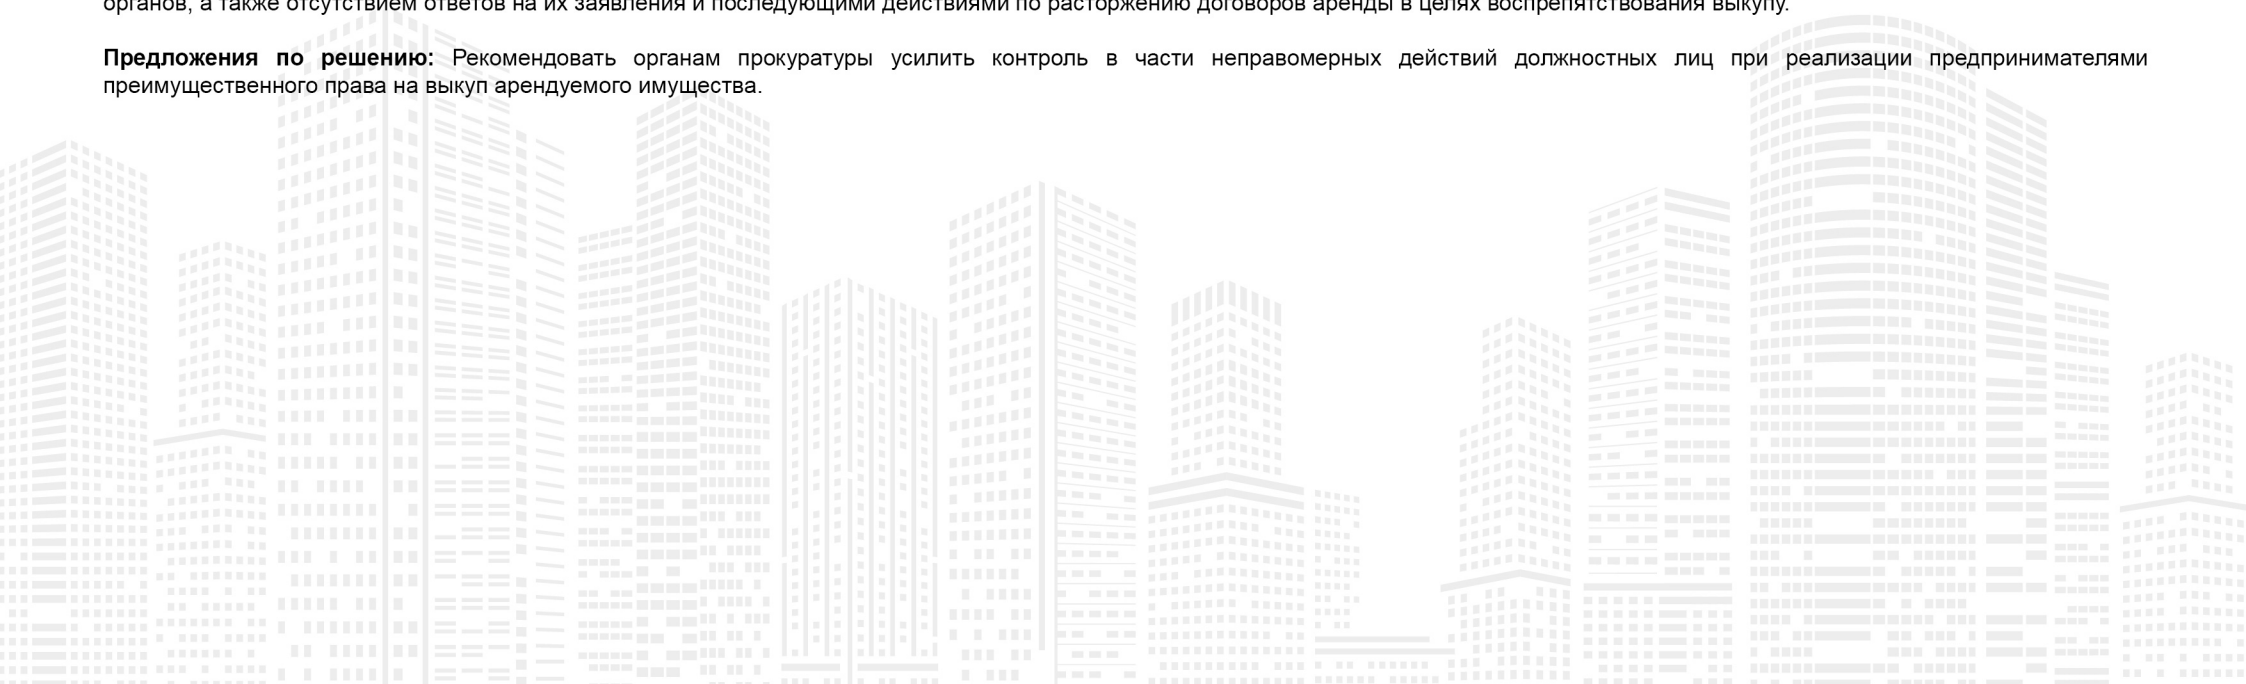 органов, а также отсутствием ответов на их заявления и последующими действиями по расторжению договоров аренды в целях воспрепятствования выкупу.
Предложения по решению: Рекомендовать органам прокуратуры усилить контроль в части неправомерных действий должностных лиц при реализации предпринимателями
преимущественного права на выкуп арендуемого имущества.